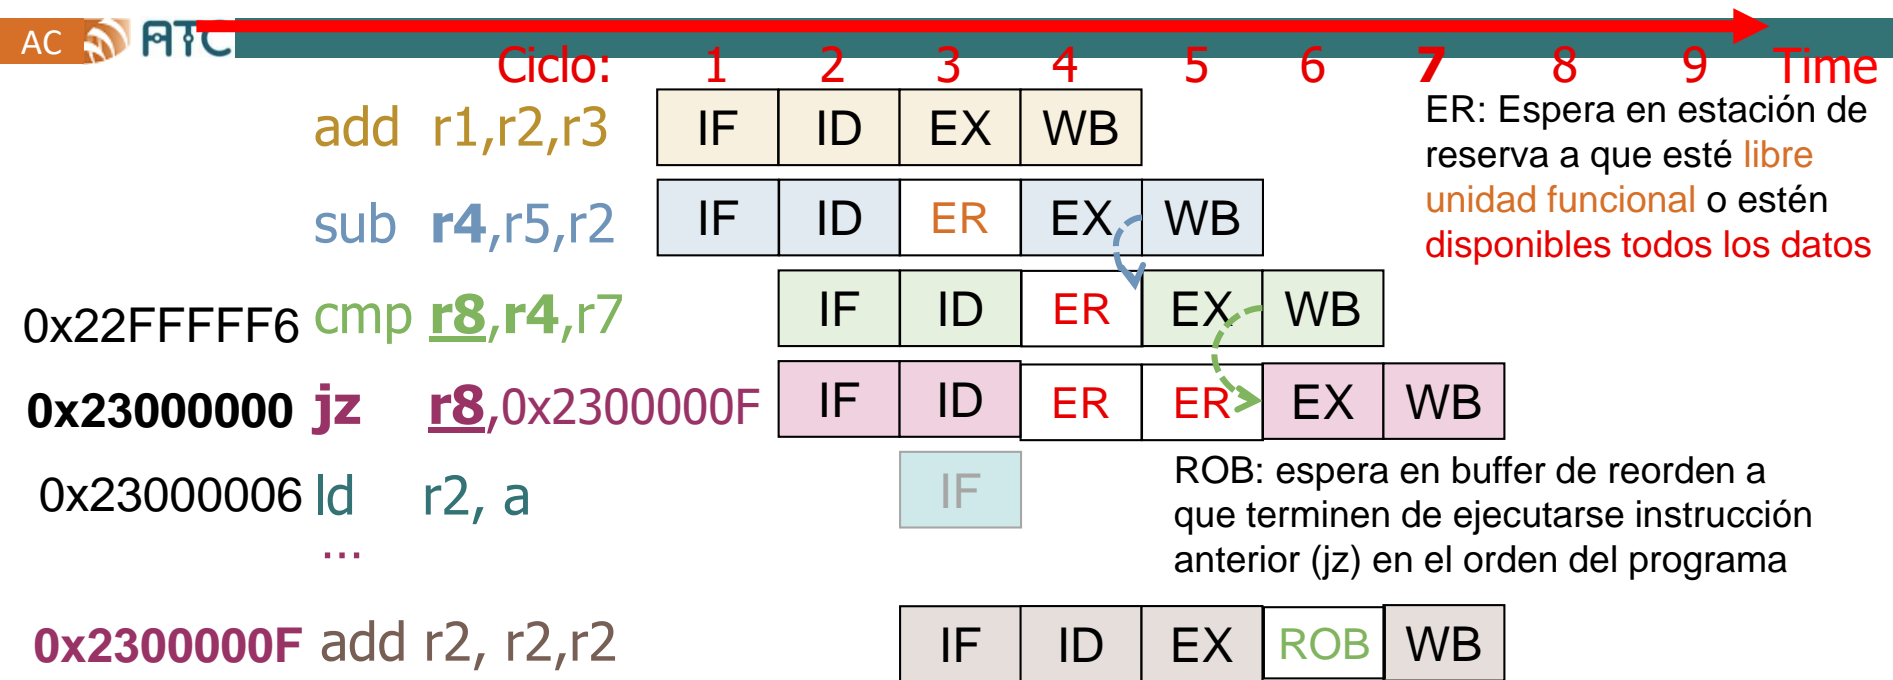 AC ATC
Ciclo: 1 2 3 4 5 6 7 8 9 Time
add r1,r2,r3 IF ID EX WB
sub r4,r5,r2 IF ID ER EX WB
ER: Espera en estación de
reserva a que esté libre
unidad funcional o estén
disponibles todos los datos
0x22FFFFF6 cmp r8,r4,r7 IF ID ER EX WB
0x23000000 jz r8,0x2300000F IF ID ER ER EX WB
0x23000006 ld r2, a IF
...
ROB: espera en buffer de reorden a
que terminen de ejecutarse instrucción
anterior (jz) en el orden del programa
0x2300000F add r2, r2,r2 IF ID EX ROB WB